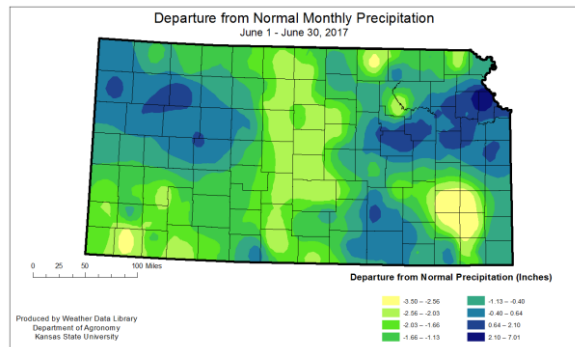 Departure from Normal Monthly Precipitation
June 1 - June 30, 2017
0 25 50 100 Miles
Departure from Normal Precipitation (Inches)
-3.50 – -2.56
-2.56 – -2.03
-2.03 – -1.66
-1.66 – -1.13
-1.13 – -0.40
-0.40 – 0.64
0.64 – 2.10
2.10 – 7.01
Produced by Weather Data Library
Department of Agronomy
Kansas State University